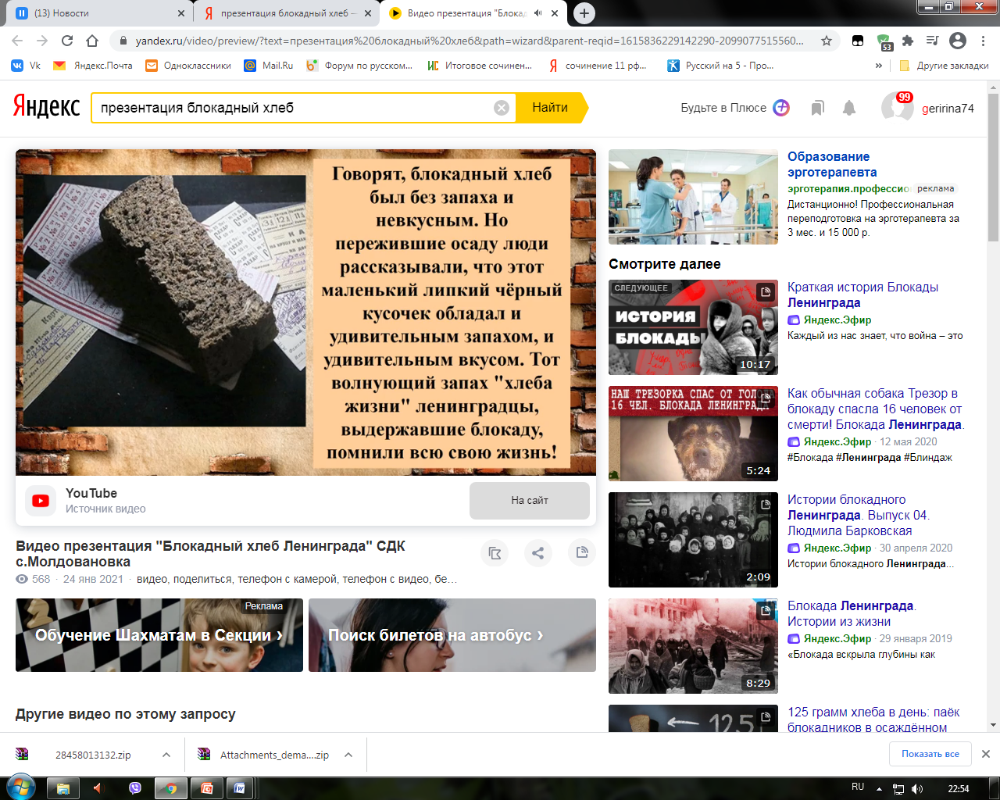 (13) Новости
презентация блокадный хлеб —
Видео презентация "Блокад
yandex.ru/video/preview/?text=презентация%20блокадный%20хлеб&path=wizard&parent-reqid=1615836229142290-2099077515560...
53
Vk
Яндекс.Почта
Одноклассники
Mail.Ru
Форум по русском...
Итоговое сочинен...
сочинение 11 рф...
Русский на 5 - Про...
»
Другие закладки
Яндекс
презентация блокадный хлеб
Найти
Будьте в Плюсе
99
geririna74
Говорят, блокадный хлеб
был без запаха и
невкусным. Но
пережившие осаду люди
рассказывали, что этот
маленький липкий чёрный
кусочек обладал и
удивительным запахом, и
удивительным вкусом. Тот
волнующий запах "хлеба
жизни" ленинградцы,
выдержавшие блокаду,
помнили всю свою жизнь!
YouTube
Источник видео
На сайт
Видео презентация "Блокадный хлеб Ленинграда" СДК
с.Молдовановка
568 · 24 янв 2021 · видео, поделиться, телефон с камерой, телефон с видео, бе...
Реклама
Обучение Шахматам в Секции ›
Поиск билетов на автобус ›
Другие видео по этому запросу
Образование
эрготерапевта
эрготерапия.профессио
реклама
Дистанционно! Профессиональная
переподготовка на эрготерапевта за
3 мес. и 15 000 р.
Смотрите далее
СЛЕДУЮЩЕЕ
ИСТОРИЯ
БЛОКАДЫ
10:17
Краткая история Блокады
Ленинграда
Яндекс.Эфир
Каждый из нас знает, что война – это
НАШ ТРЕЗОРКА СПАС ОТ ГОЛОДА
16 ЧЕЛ. БЛОКАДА ЛЕНИНГРАДА
5:24
Как обычная собака Трезор в
блокаду спасла 16 человек от
смерти! Блокада Ленинграда.
Яндекс.Эфир · 12 мая 2020
#Блокада #Ленинграда #Блиндаж
2:09
Истории блокадного
Ленинграда. Выпуск 04.
Людмила Барковская
Яндекс.Эфир · 30 апреля 2020
Истории блокадного Ленинграда...
8:29
Блокада Ленинграда.
Истории из жизни
Яндекс.Эфир · 29 января 2019
«Блокада вскрыла глубины как
12,5
125 грамм хлеба в день: паёк
блокадников в осаждённом
28458013132.zip
Attachments_dema....zip
Показать все
RU
22:54